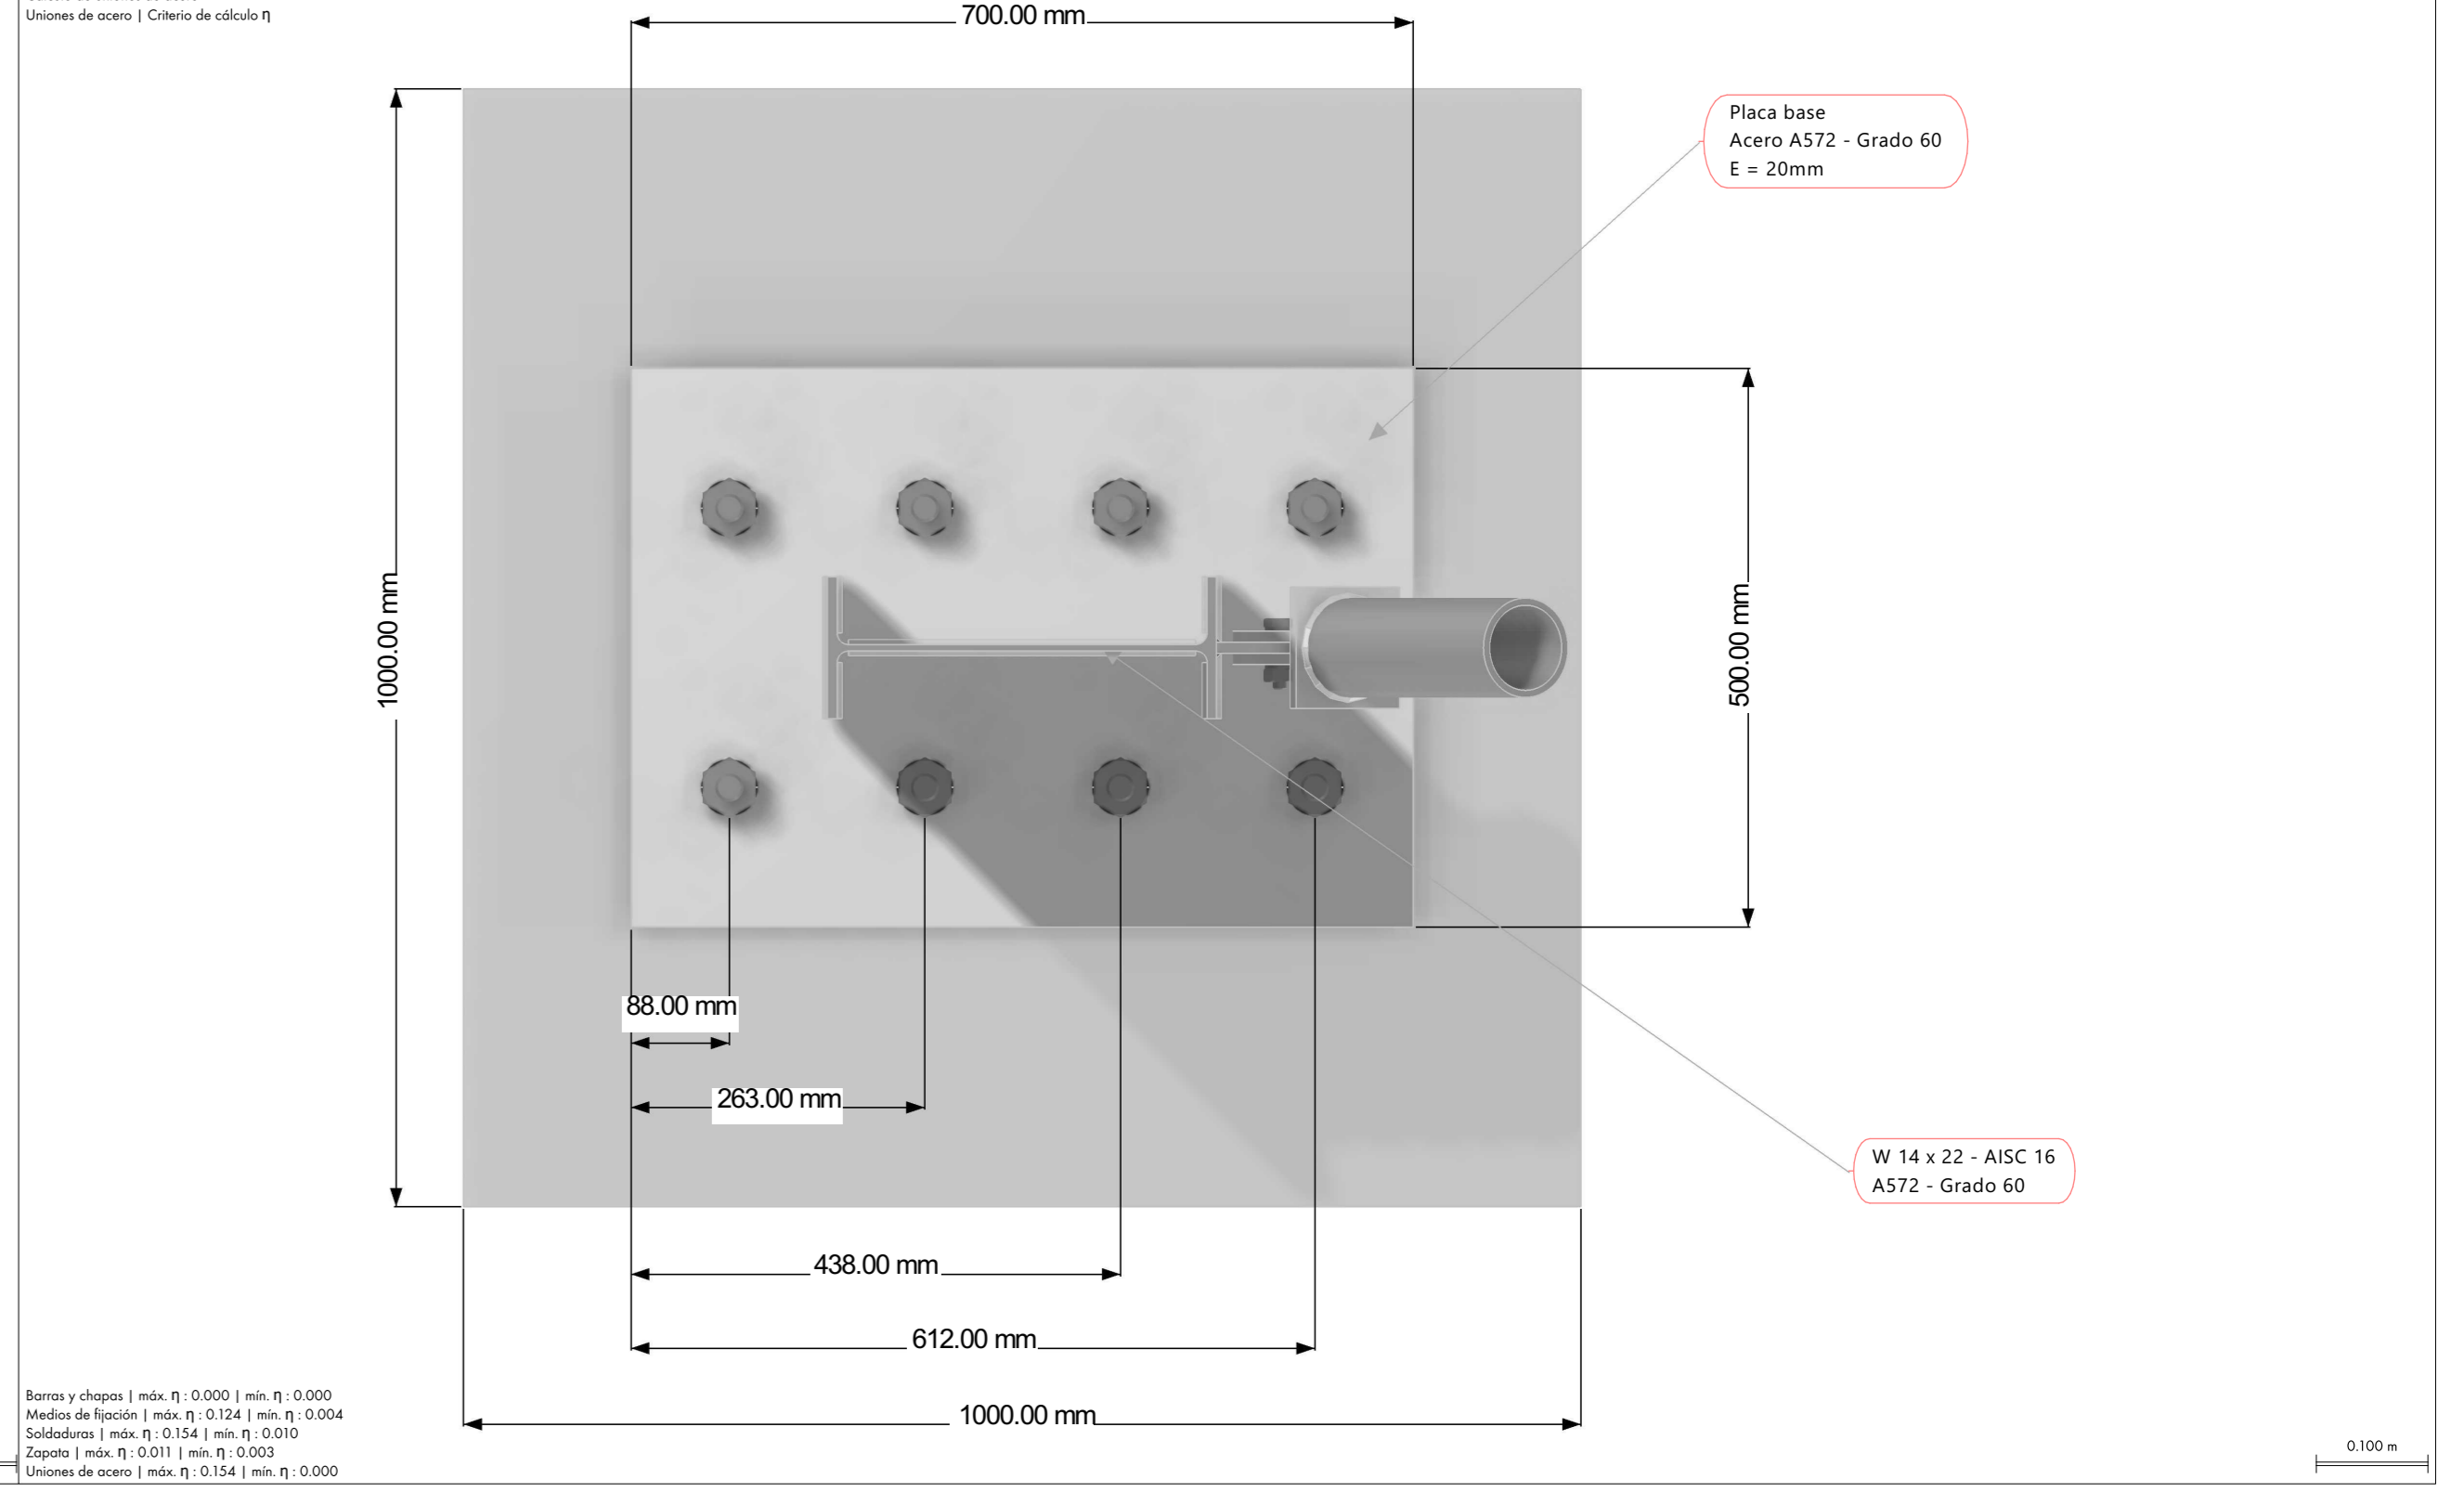 Uniones de acero | Criterio de cálculo η
700.00 mm
Placa base
Acero A572 - Grado 60
E = 20mm
1000.00 mm
500.00 mm
88.00 mm
263.00 mm
W 14 x 22 - AISC 16
A572 - Grado 60
438.00 mm
612.00 mm
1000.00 mm
Barras y chapas | máx. η : 0.000 | mín. η : 0.000
Medios de fijación | máx. η : 0.124 | mín. η : 0.004
Soldaduras | máx. η : 0.154 | mín. η : 0.010
Zapata | máx. η : 0.011 | mín. η : 0.003
Uniones de acero | máx. η : 0.154 | mín. η : 0.000
0.100 m